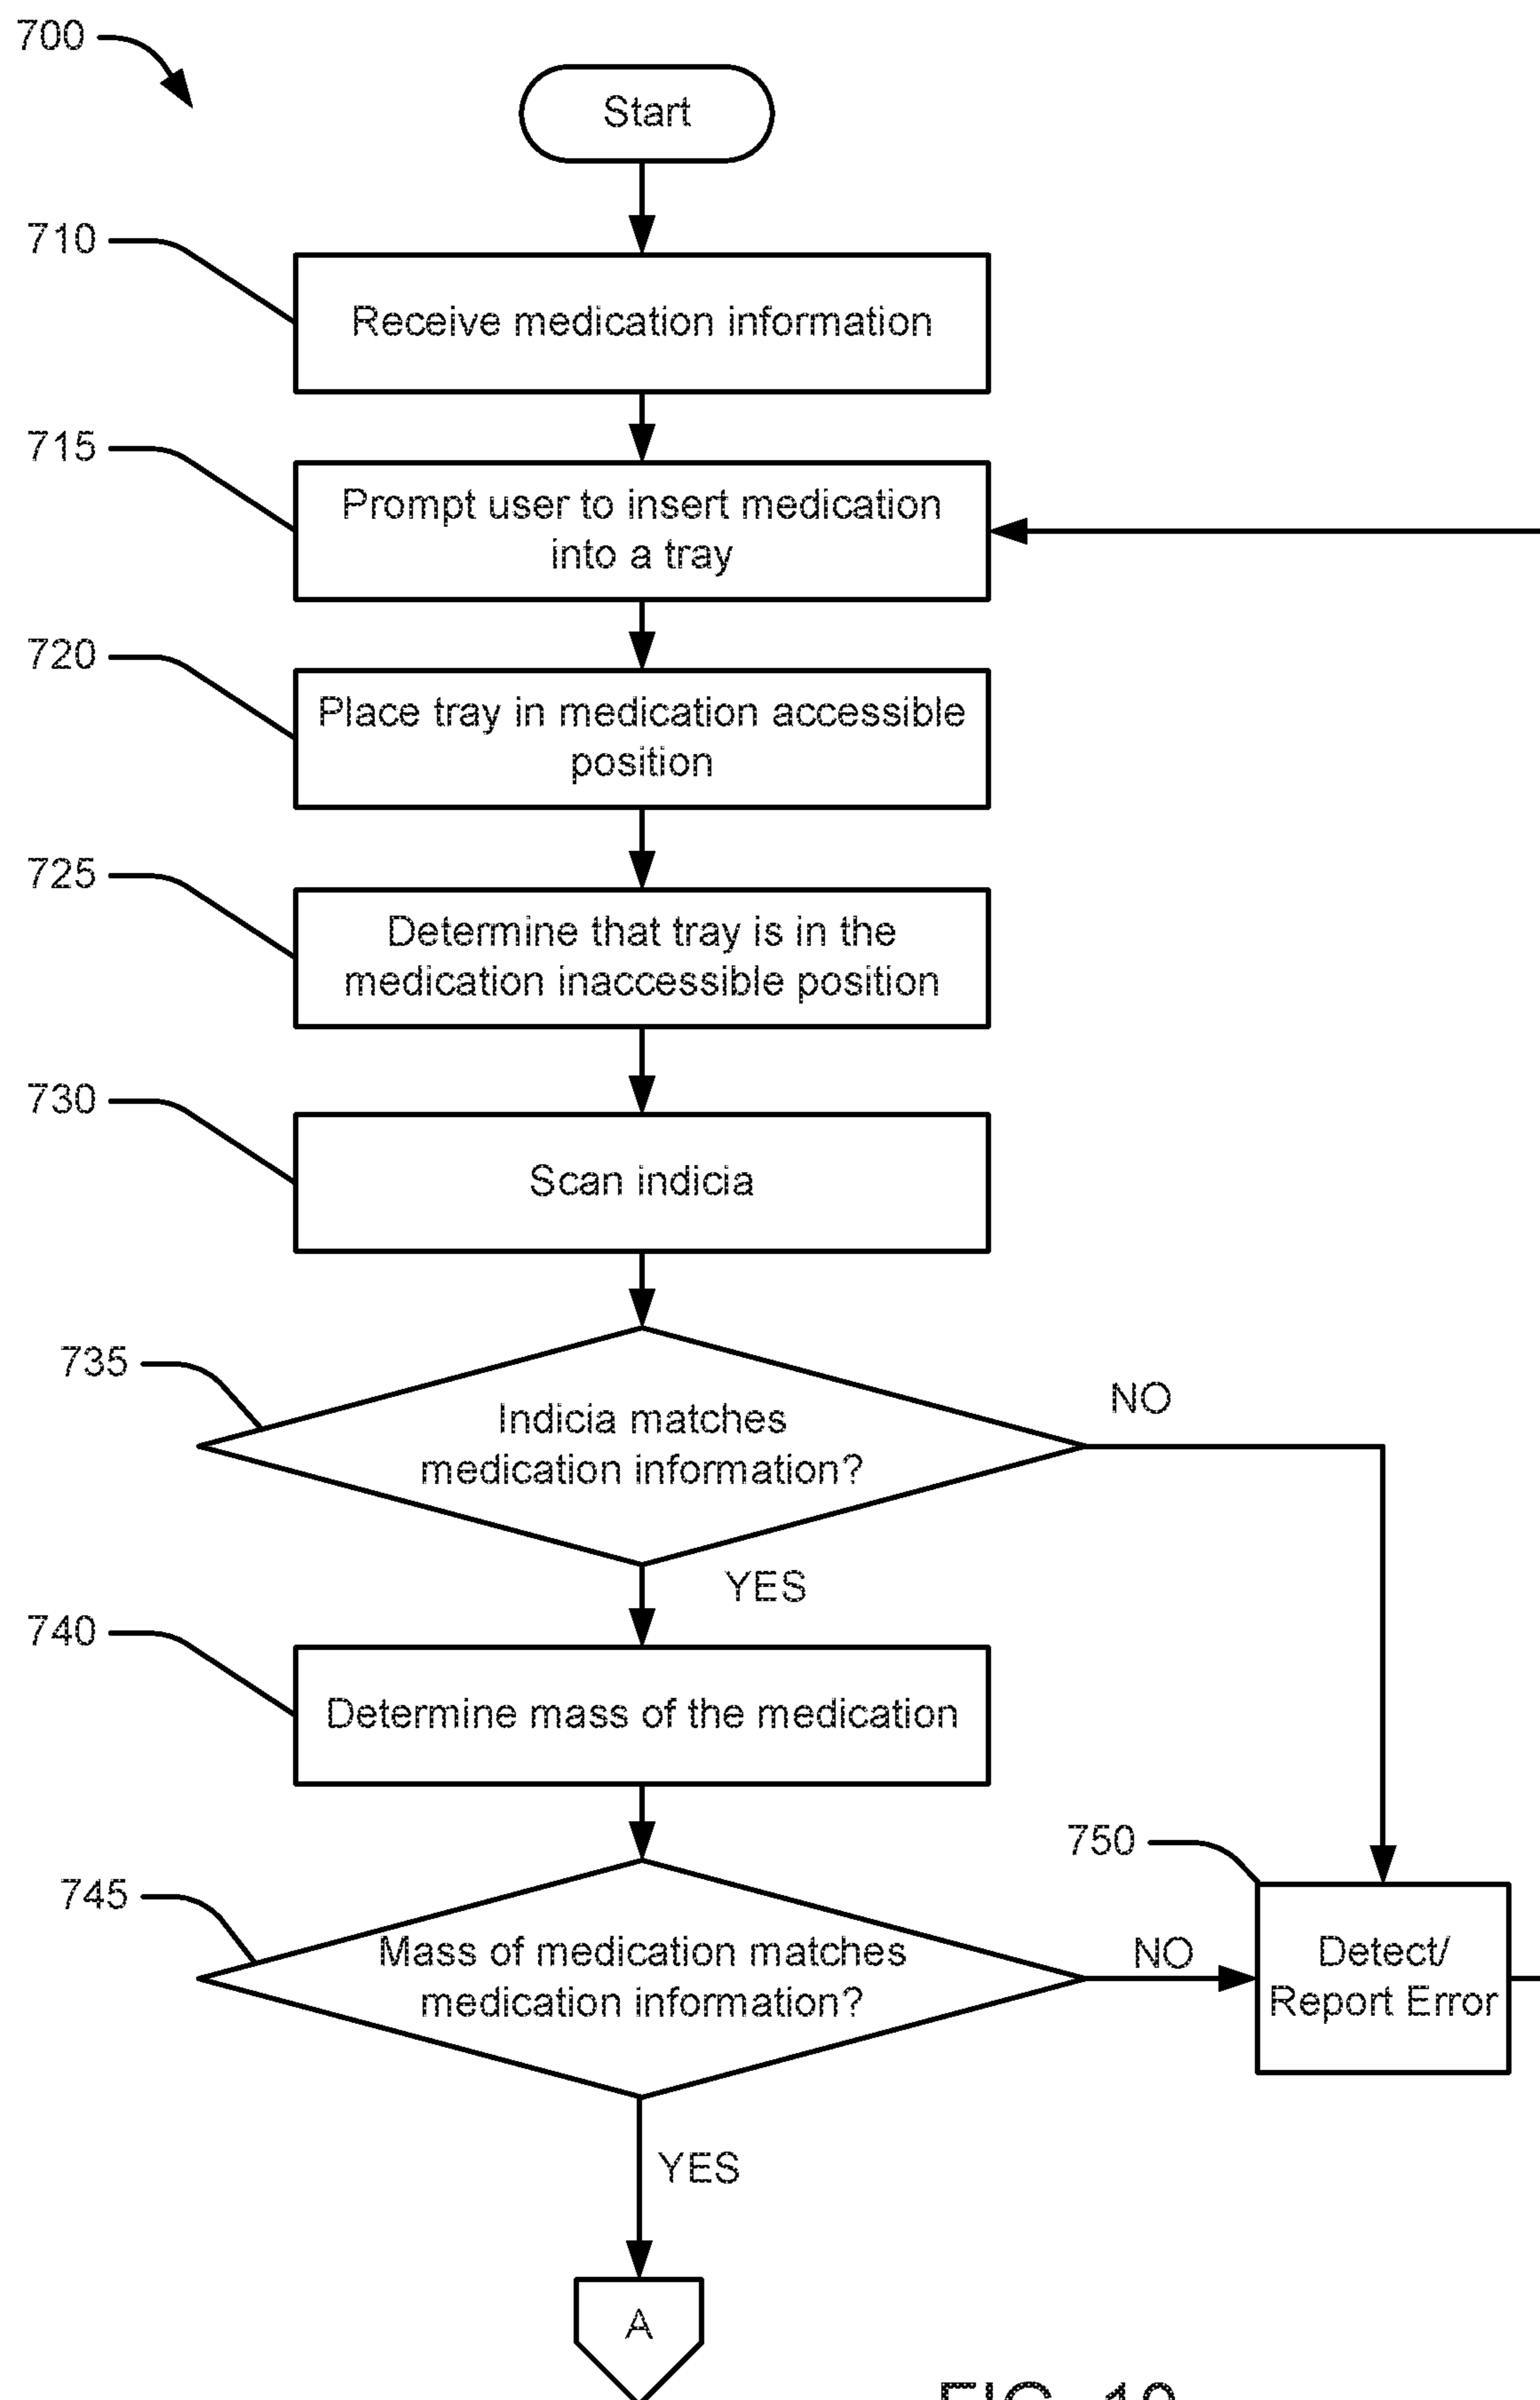 700
Start
710
Receive medication information
715
Prompt user to insert medication
into a tray
720
Place tray in medication accessible
position
725
Determine that tray is in the
medication inaccessible position
730
Scan indicia
735
Indicia matches
medication information?
NO
YES
740
Determine mass of the medication
750
745
Mass of medication matches
medication information?
NO
Detect/
Report Error
YES
A